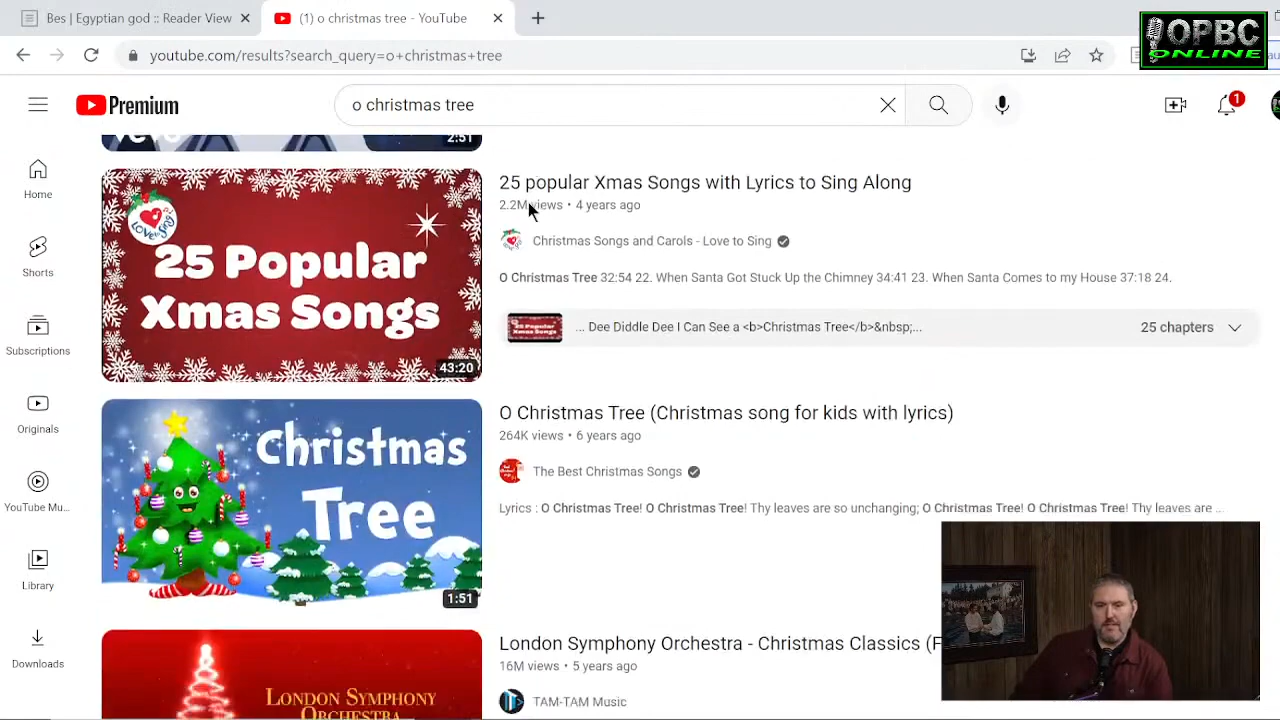 Bes | Egyptian god :: Reader View
(1) o christmas tree - YouTube
OPBC
ONLINE
youtube.com/results?search_query=o+christmas+tree
Premium
o christmas tree
1
2:51
Home
Shorts
Subscriptions
Originals
YouTube Mu...
Library
Downloads
Love to Sing
25 Popular
Xmas Songs
43:20
25 popular Xmas Songs with Lyrics to Sing Along
2.2M views • 4 years ago
Christmas Songs and Carols - Love to Sing
O Christmas Tree 32:54 22. When Santa Got Stuck Up the Chimney 34:41 23. When Santa Comes to my House 37:18 24.
25 Popular
Xmas Songs
... Dee Diddle Dee I Can See a <b>Christmas Tree</b>&nbsp;...
25 chapters
Christmas
Tree
1:51
O Christmas Tree (Christmas song for kids with lyrics)
264K views • 6 years ago
The Best Christmas Songs
Lyrics : O Christmas Tree! O Christmas Tree! Thy leaves are so unchanging; O Christmas Tree! O Christmas Tree! Thy leaves are ...
LONDON SYMPHONY
ORCHESTRA
London Symphony Orchestra - Christmas Classics (F
16M views • 5 years ago
TAM-TAM Music